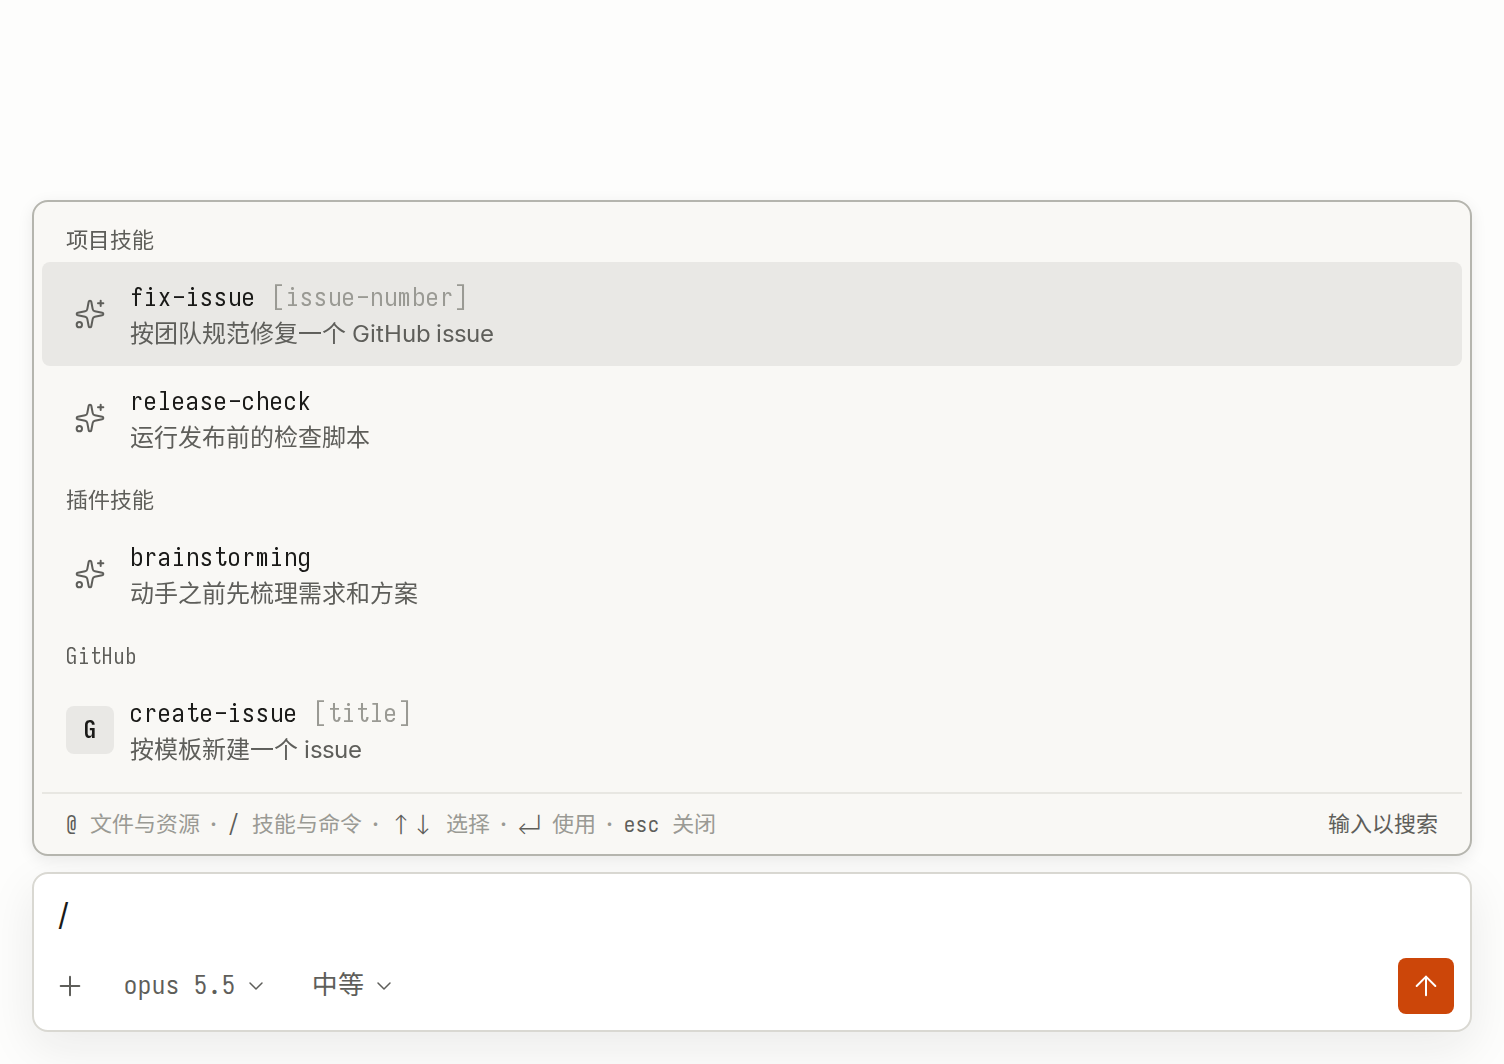 项目技能
fix-issue [issue-number]
按团队规范修复一个 GitHub issue
release-check
运行发布前的检查脚本
插件技能
brainstorming
动手之前先梳理需求和方案
GitHub
G
create-issue [title]
按模板新建一个 issue
@ 文件与资源 · / 技能与命令 · ↑↓ 选择 · ↵ 使用 · esc 关闭
输入以搜索
/
opus 5.5
中等